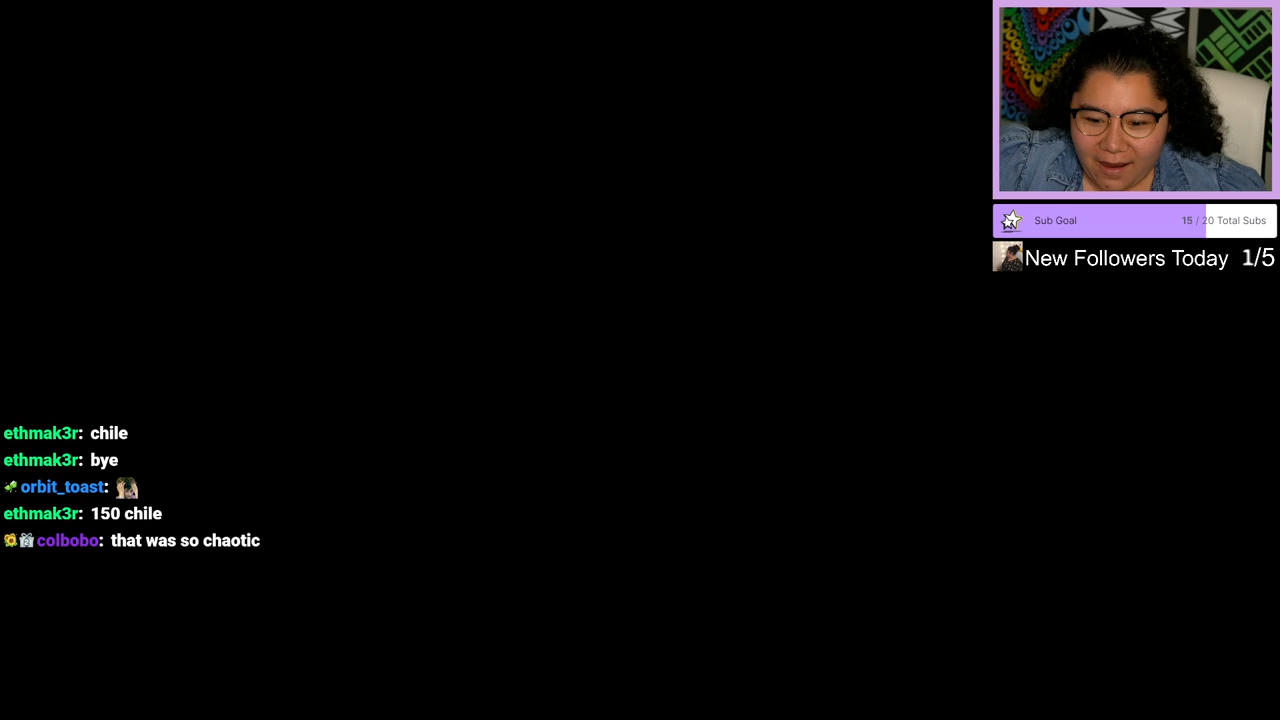 Sub Goal 15 / 20 Total Subs
New Followers Today 1/5
ethmak3r: chile
ethmak3r: bye
orbit_toast:
ethmak3r: 150 chile
colbobo: that was so chaotic